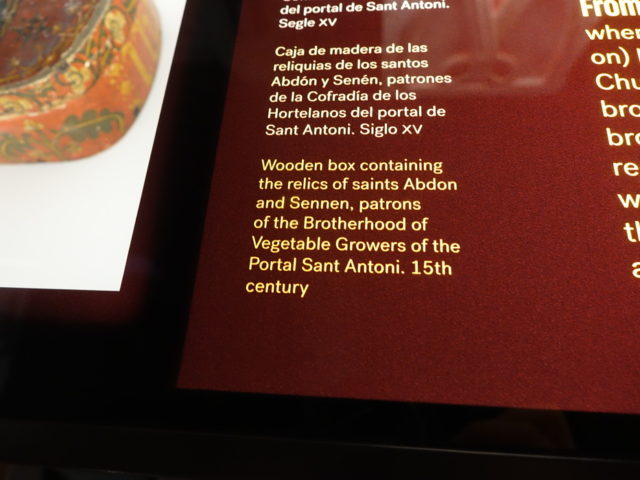 del portal de Sant Antoni.
Segle XV
Caja de madera de las
reliquias de los santos
Abdón y Senén, patrones
de la Cofradía de los
Hortelanos del portal de
Sant Antoni. Siglo XV
Wooden box containing
the relics of saints Abdon
and Sennen, patrons
of the Brotherhood of
Vegetable Growers of the
Portal Sant Antoni. 15th
century
From
on)